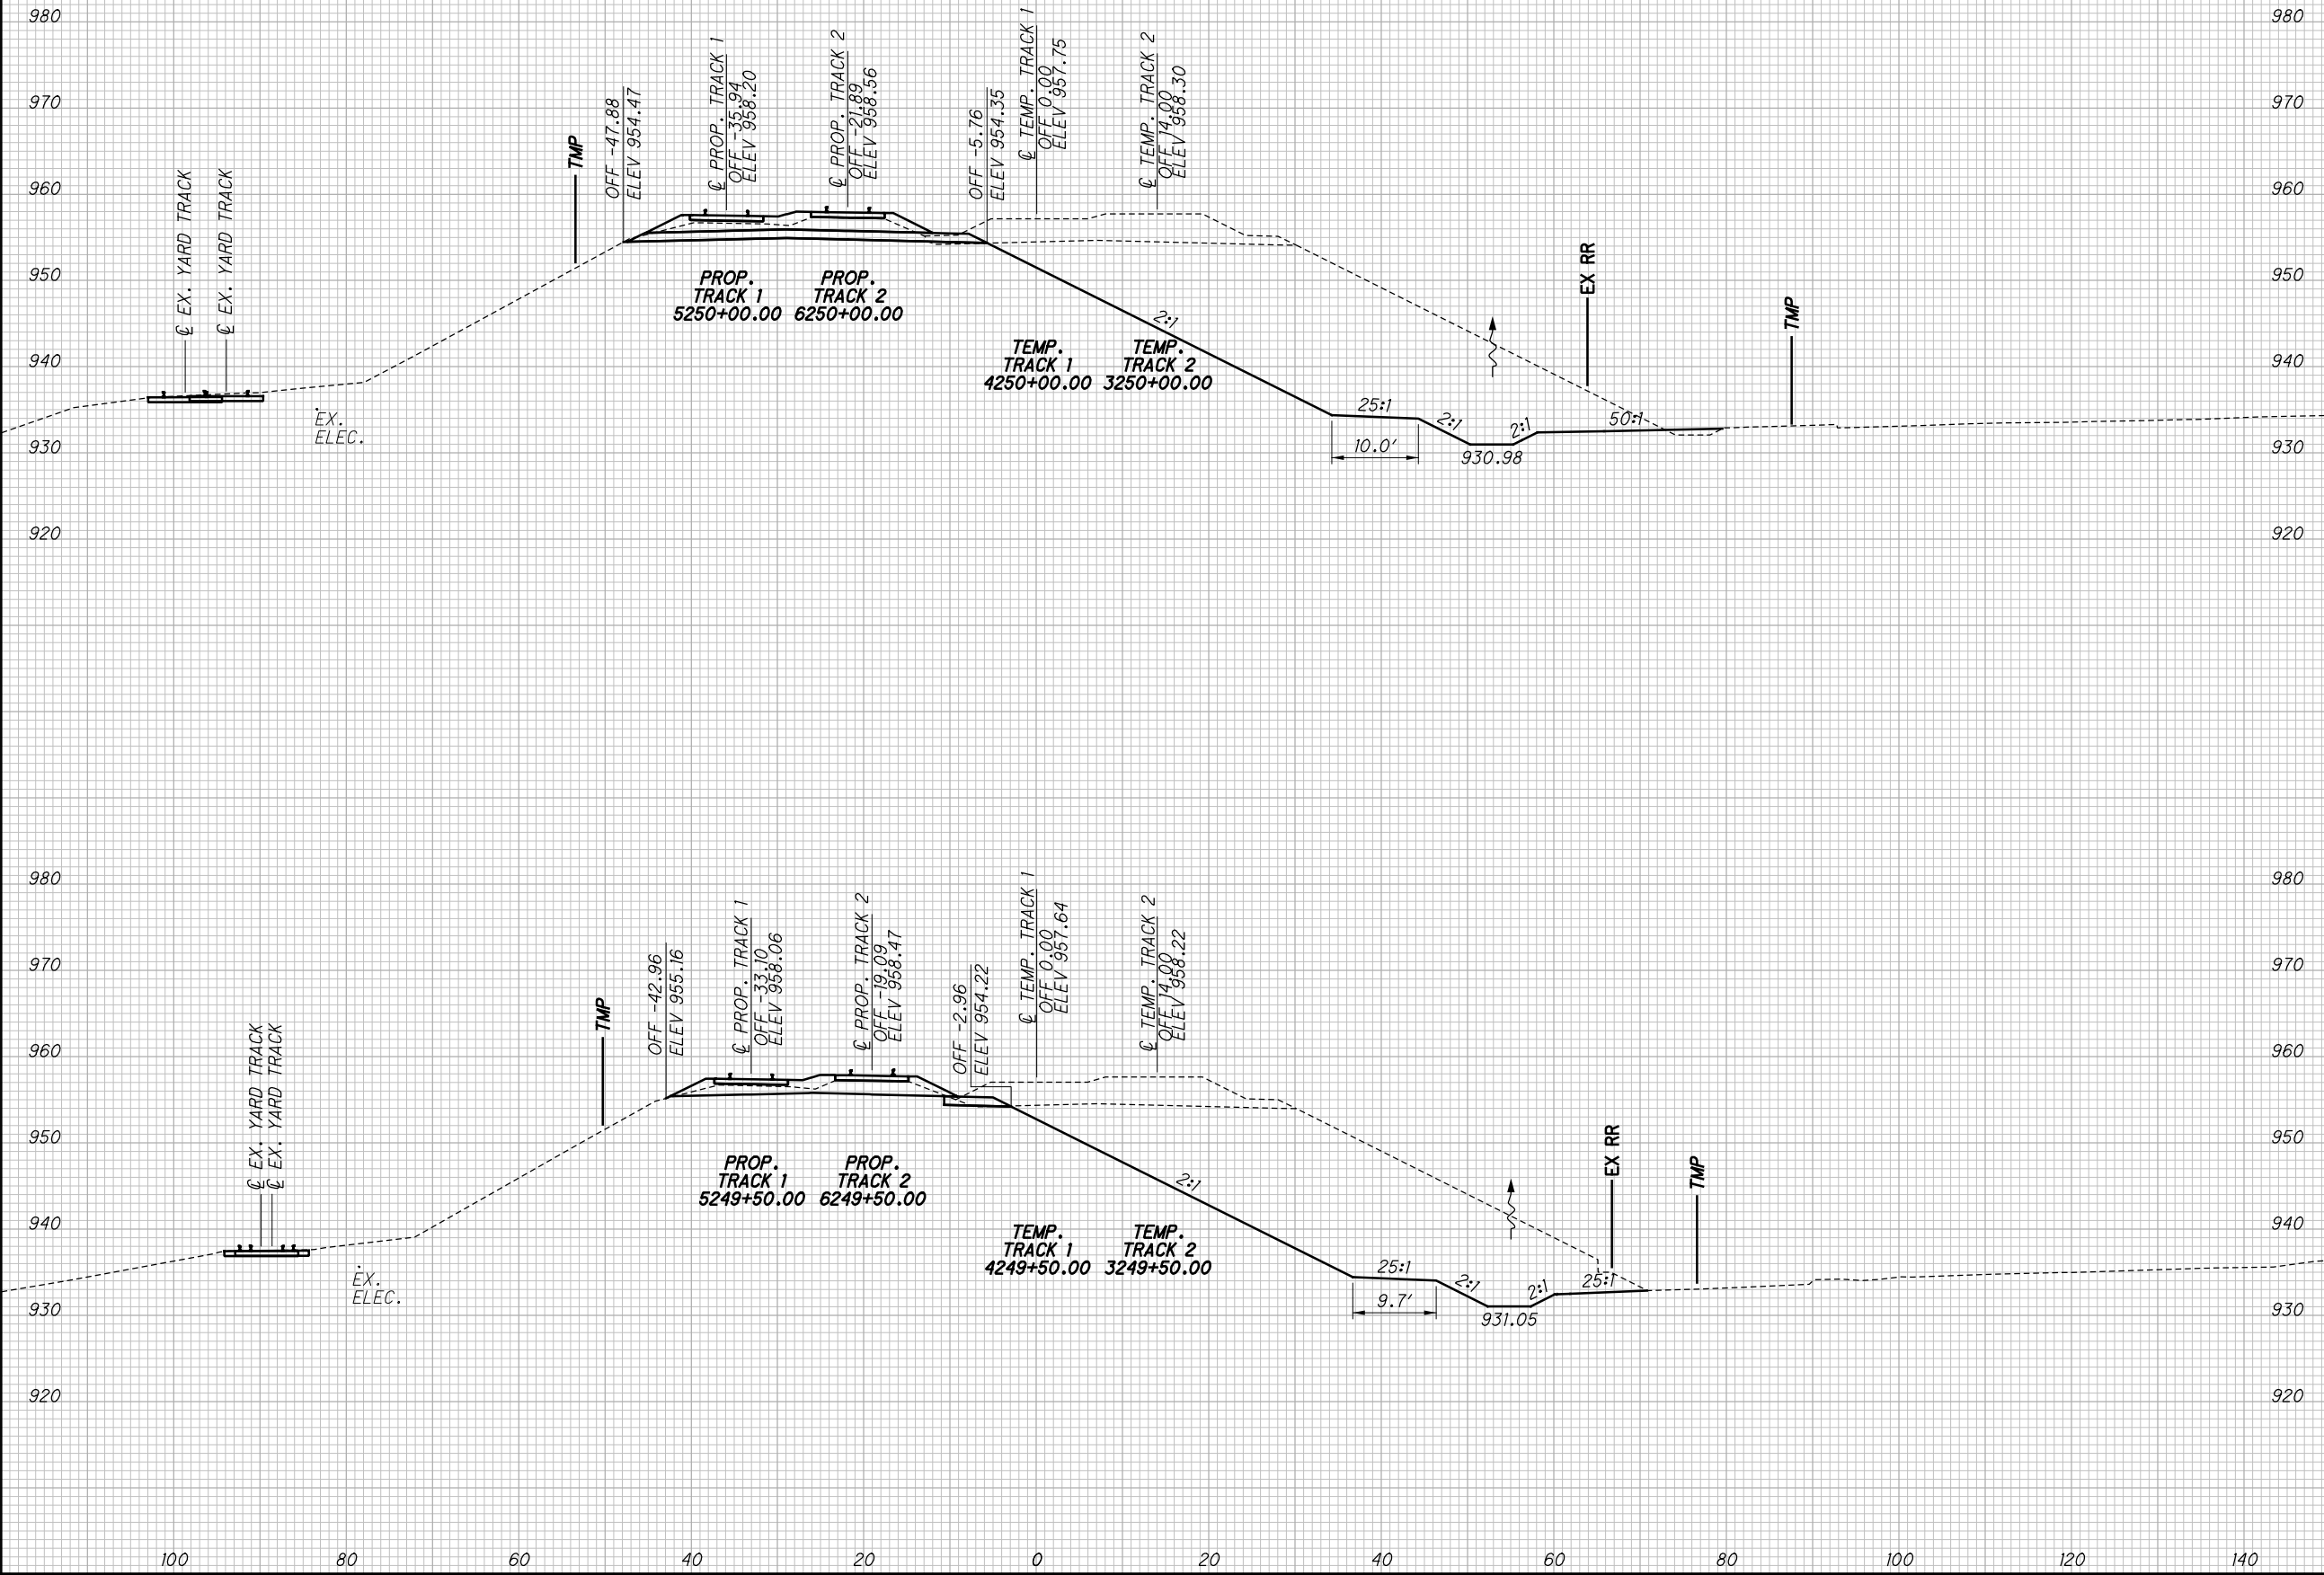 980
980
970
970
960
960
950
950
940
940
930
930
920
920
℄ EX. YARD TRACK
℄ EX. YARD TRACK
EX.
ELEC.
TMP
OFF -47.88
ELEV 954.47
℄ PROP. TRACK 1
OFF -35.94
ELEV 958.20
℄ PROP. TRACK 2
OFF -21.89
ELEV 958.56
OFF -5.76
ELEV 954.35
℄ TEMP. TRACK 1
OFF 0.00
ELEV 957.75
℄ TEMP. TRACK 2
OFF 14.00
ELEV 958.30
PROP.
TRACK 1
5250+00.00
PROP.
TRACK 2
6250+00.00
TEMP.
TRACK 1
4250+00.00
TEMP.
TRACK 2
3250+00.00
2:1
25:1
10.0'
2:1
930.98
2:1
50:1
EX RR
TMP
980
980
970
970
960
960
950
950
940
940
930
930
920
920
℄ EX. YARD TRACK
℄ EX. YARD TRACK
EX.
ELEC.
TMP
OFF -42.96
ELEV 955.16
℄ PROP. TRACK 1
OFF -33.10
ELEV 958.06
℄ PROP. TRACK 2
OFF -19.09
ELEV 958.47
OFF -2.96
ELEV 954.22
℄ TEMP. TRACK 1
OFF 0.00
ELEV 957.64
℄ TEMP. TRACK 2
OFF 14.00
ELEV 958.22
PROP.
TRACK 1
5249+50.00
PROP.
TRACK 2
6249+50.00
TEMP.
TRACK 1
4249+50.00
TEMP.
TRACK 2
3249+50.00
2:1
25:1
9.7'
2:1
931.05
2:1
25:1
EX RR
TMP
100 80 60 40 20 0 20 40 60 80 100 120 140